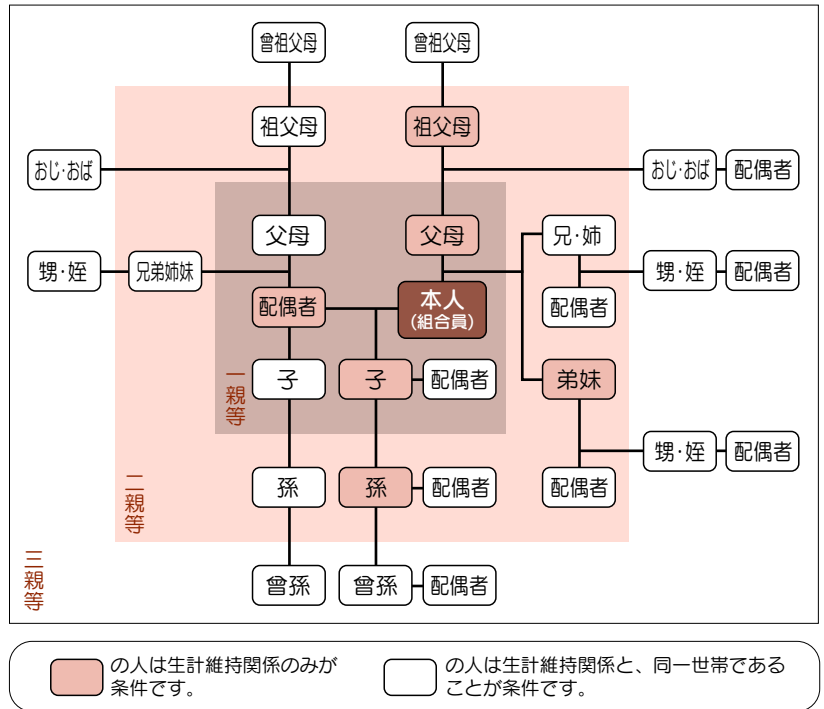 曾祖父母
曾祖父母
祖父母
祖父母
おじ・おば
おじ・おば
配偶者
父母
父母
兄・姉
甥・姪
兄弟姉妹
甥・姪
配偶者
配偶者
本人
(組合員)
配偶者
子
子
配偶者
弟妹
一親等
甥・姪
配偶者
孫
孫
配偶者
配偶者
二親等
曾孫
曾孫
配偶者
三親等
の人は生計維持関係のみが
条件です。
の人は生計維持関係と、同一世帯である
ことが条件です。